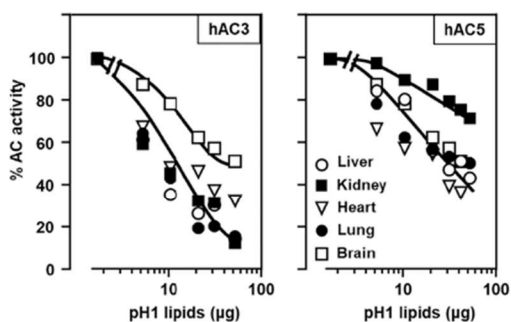 hAC3
hAC5
% AC activity
100
80
60
40
20
0
10
100
pH1 lipids (µg)
Liver
Kidney
Heart
Lung
Brain
10
100
pH1 lipids (µg)